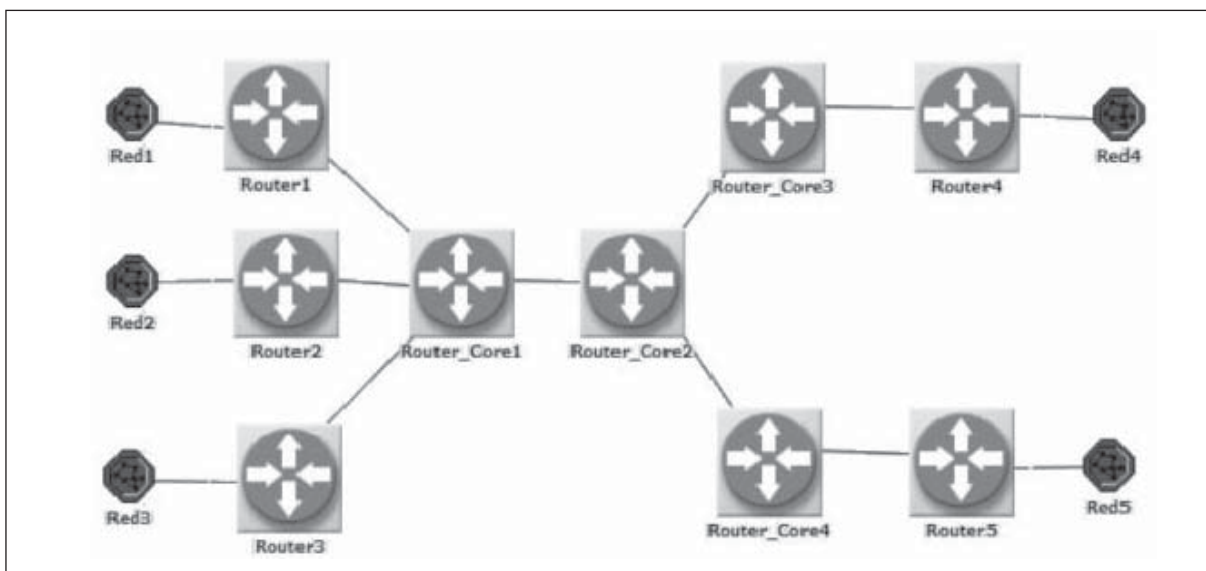 Red1
Router1
Router_Core3
Router4
Red4
Red2
Router2
Router_Core1
Router_Core2
Red3
Router3
Router_Core4
Router5
Red5